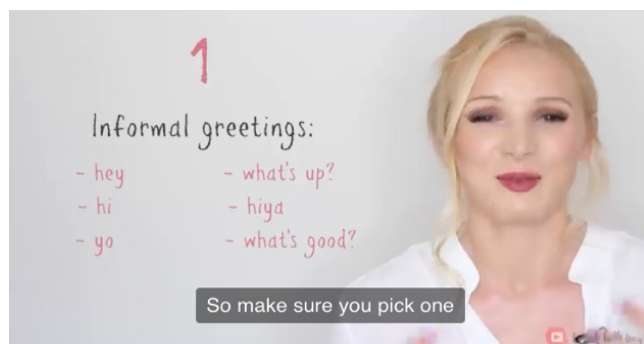 1
Informal greetings:
- hey - what's up?
- hi - hiya
- yo - what's good?
So make sure you pick one